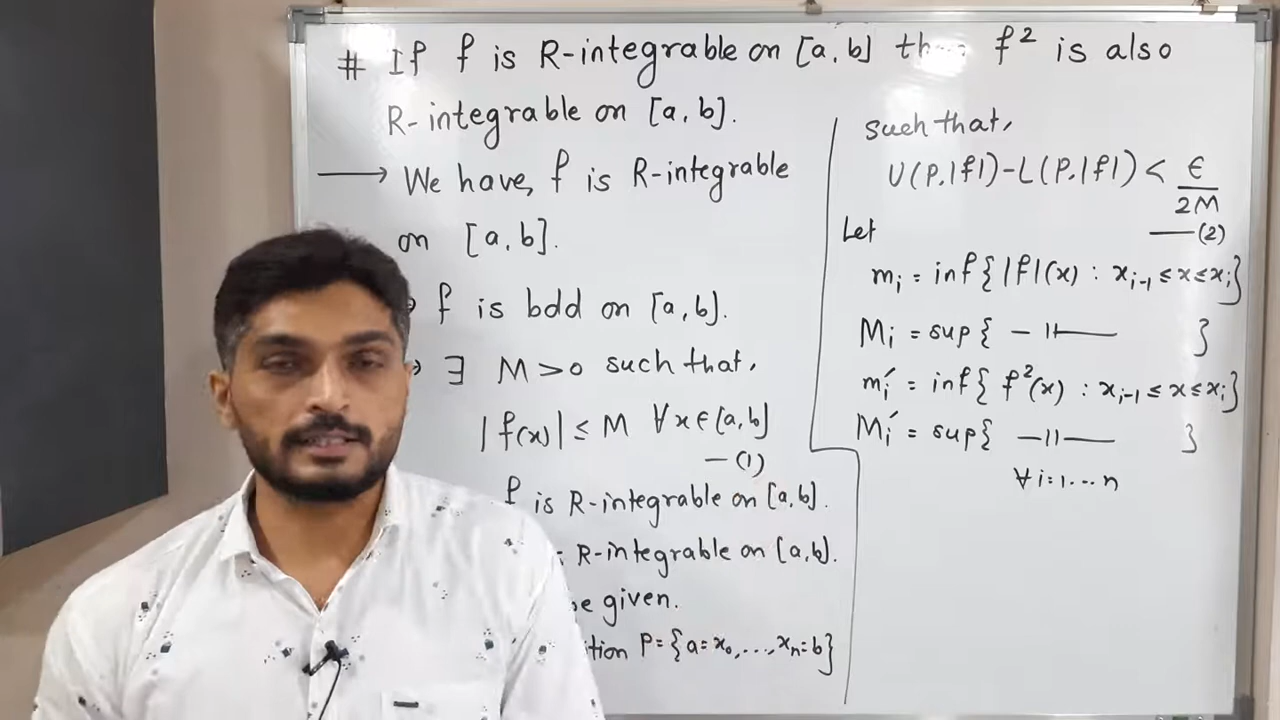 # If f is R-integrable on [a, b] f² is also
R-integrable on [a, b].
⟶ We have, f is R-integrable
on [a, b].
f is bdd on [a, b].
∃ M>0 such that,
|f(x)| ≤ M ∀x∈[a,b]
—(1)
f is R-integrable on [a, b].
R-integrable on [a, b].
given.
P={a=x₀,...,xₙ=b}
such that,
U(P,|f|)-L(P,|f|) < ϵ/2M
—(2)
Let
mᵢ = inf{|f|(x) : xᵢ₋₁≤x≤xᵢ}
Mᵢ = sup{ —||— }
mᵢ′ = inf{ f²(x) : xᵢ₋₁≤x≤xᵢ}
Mᵢ′ = sup{ —||— }
∀ i=1...n